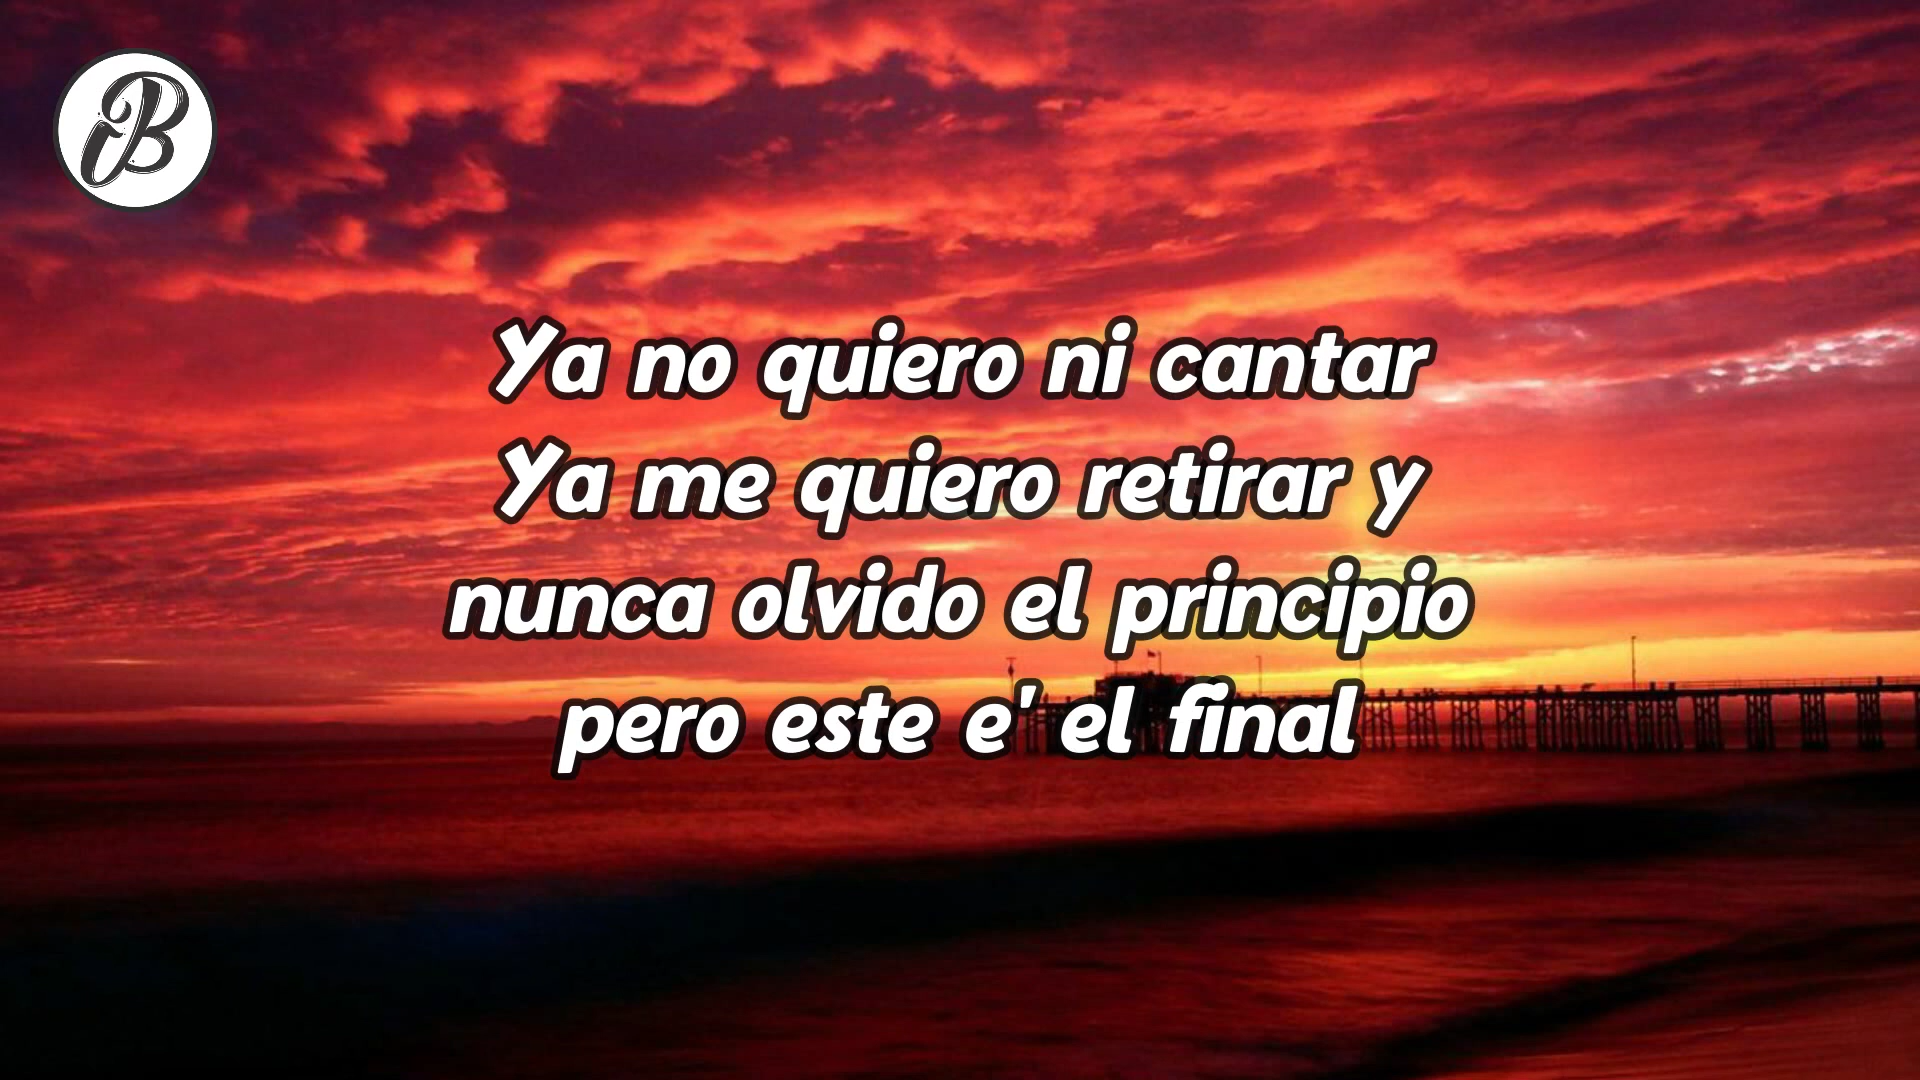 B
Ya no quiero ni cantar
Ya me quiero retirar y
nunca olvido el principio
pero este e' el final